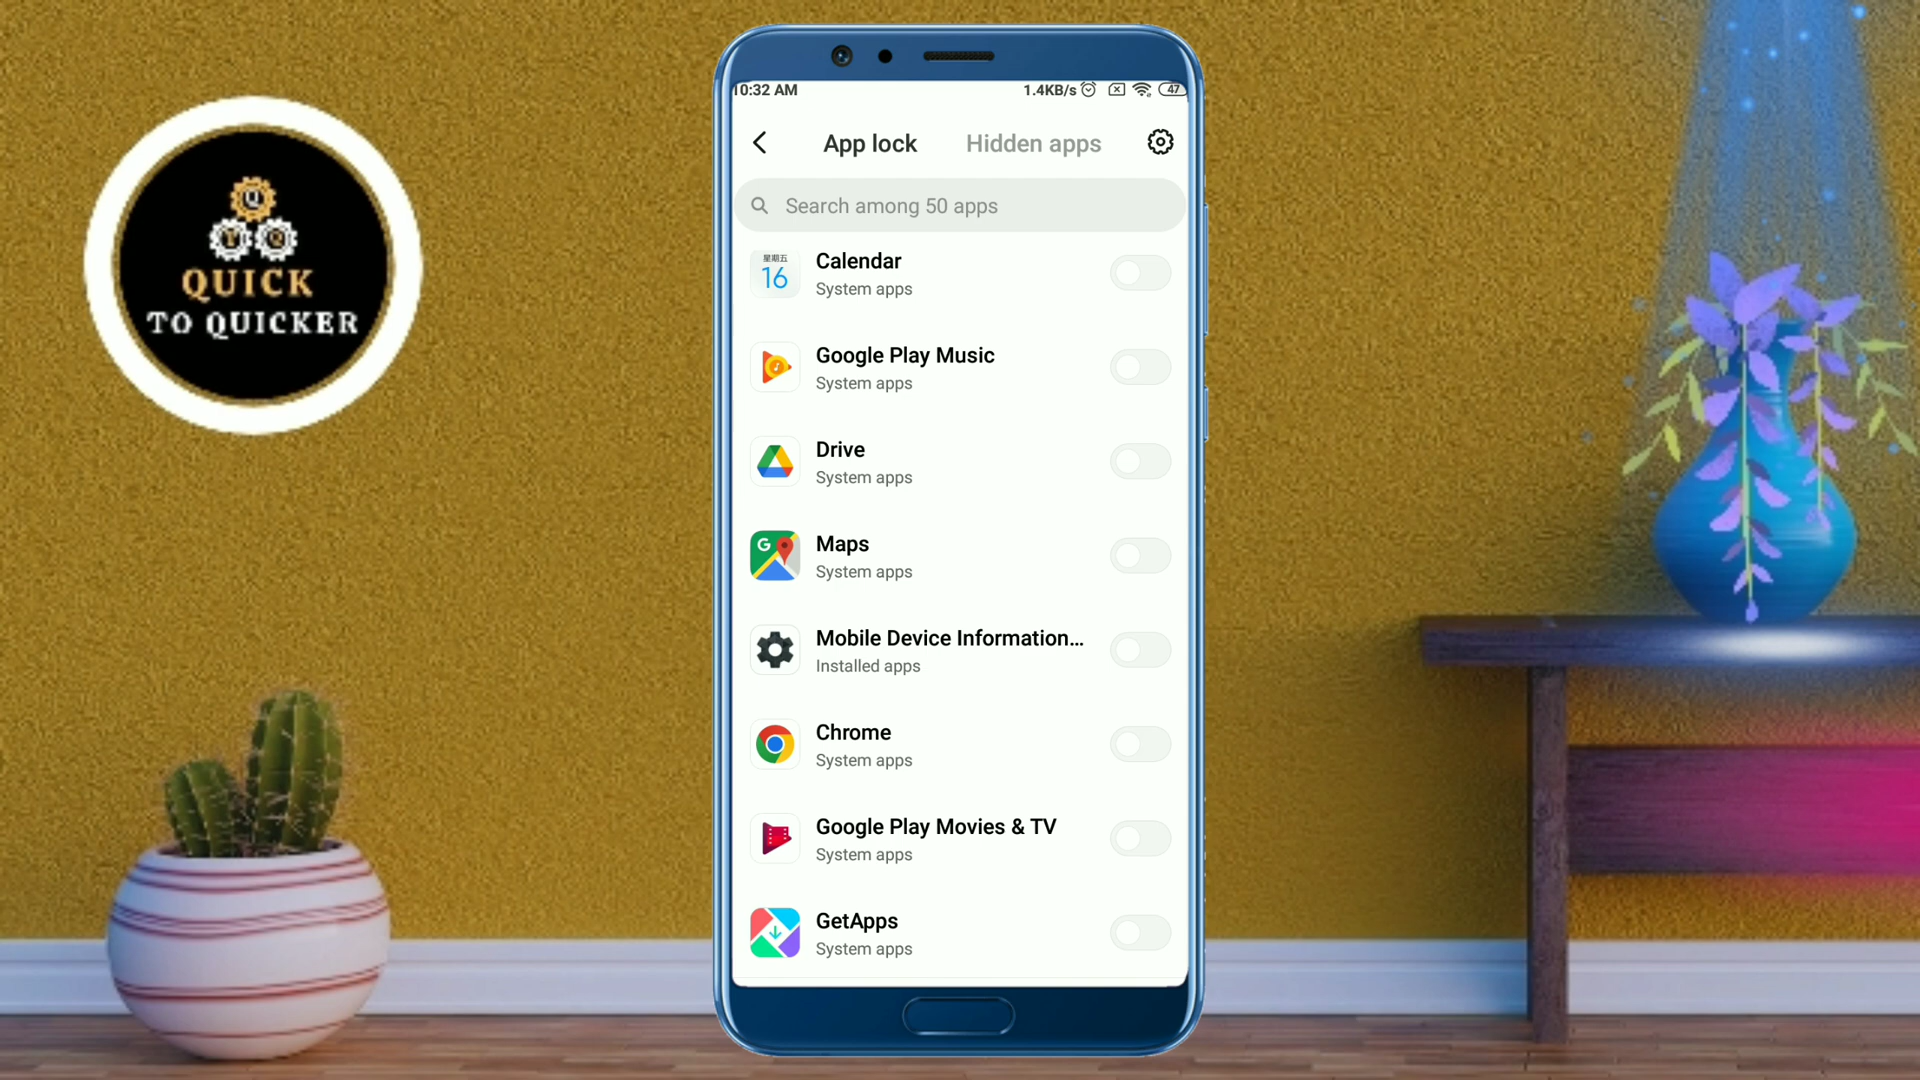 Q
T Q
QUICK
TO QUICKER
10:32 AM
1.4KB/s
47
App lock
Hidden apps
Search among 50 apps
星期五
16
Calendar
System apps
Google Play Music
System apps
Drive
System apps
G
Maps
System apps
Mobile Device Information...
Installed apps
Chrome
System apps
Google Play Movies & TV
System apps
GetApps
System apps